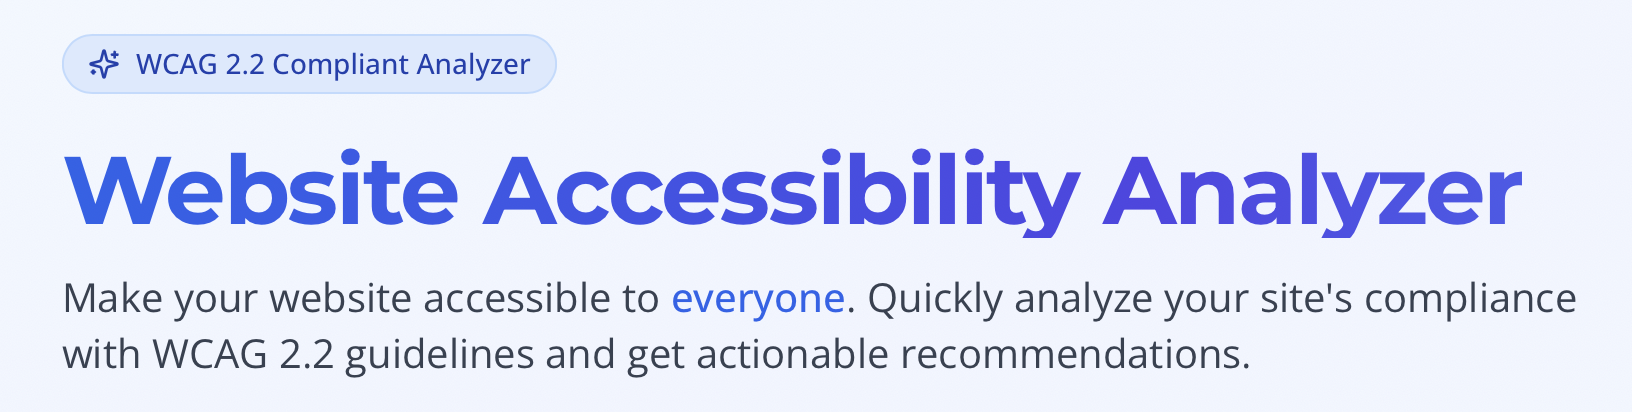 WCAG 2.2 Compliant Analyzer
Website Accessibility Analyzer
Make your website accessible to everyone. Quickly analyze your site's compliance
with WCAG 2.2 guidelines and get actionable recommendations.